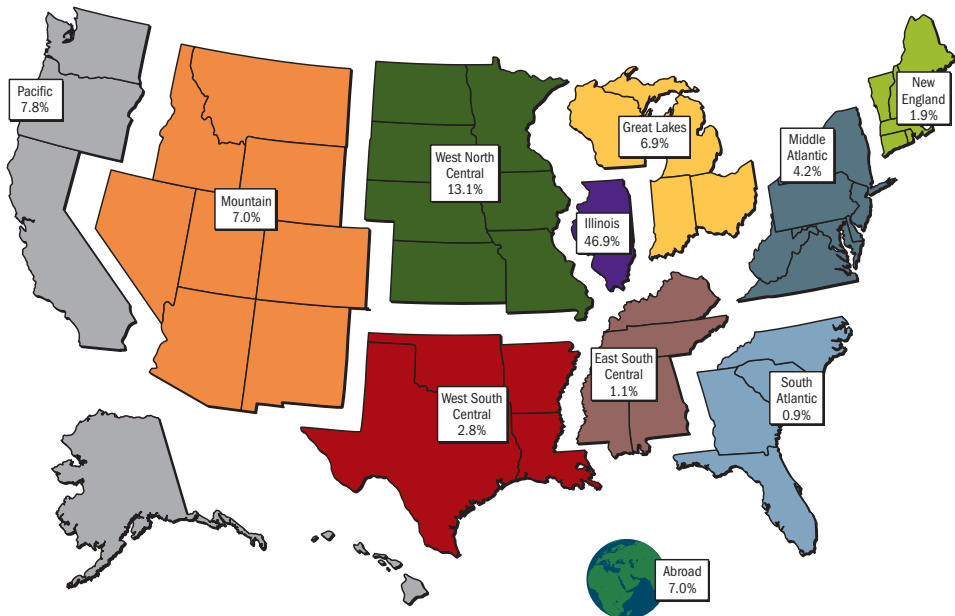 Pacific
7.8%
Mountain
7.0%
West North
Central
13.1%
Great Lakes
6.9%
Illinois
46.9%
New
England
1.9%
Middle
Atlantic
4.2%
West South
Central
2.8%
East South
Central
1.1%
South
Atlantic
0.9%
Abroad
7.0%